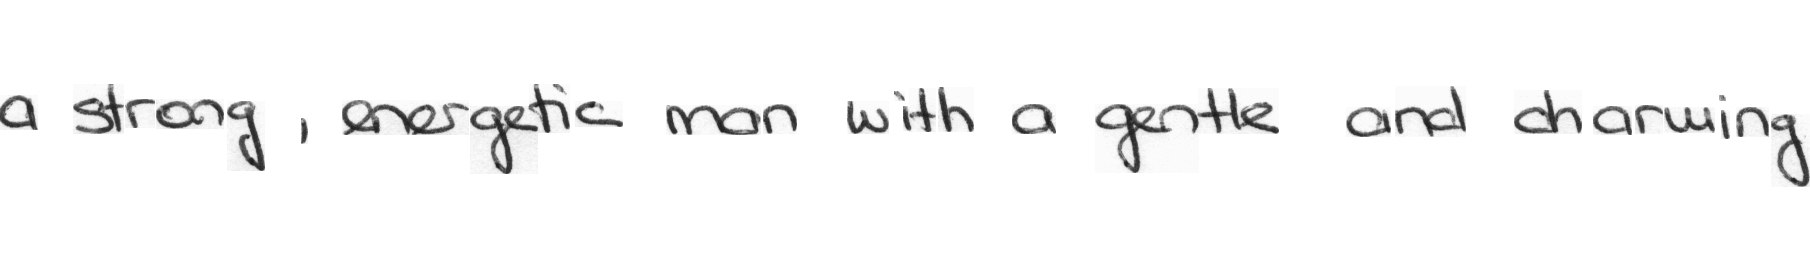 a strong , energetic man with a gentle and charming